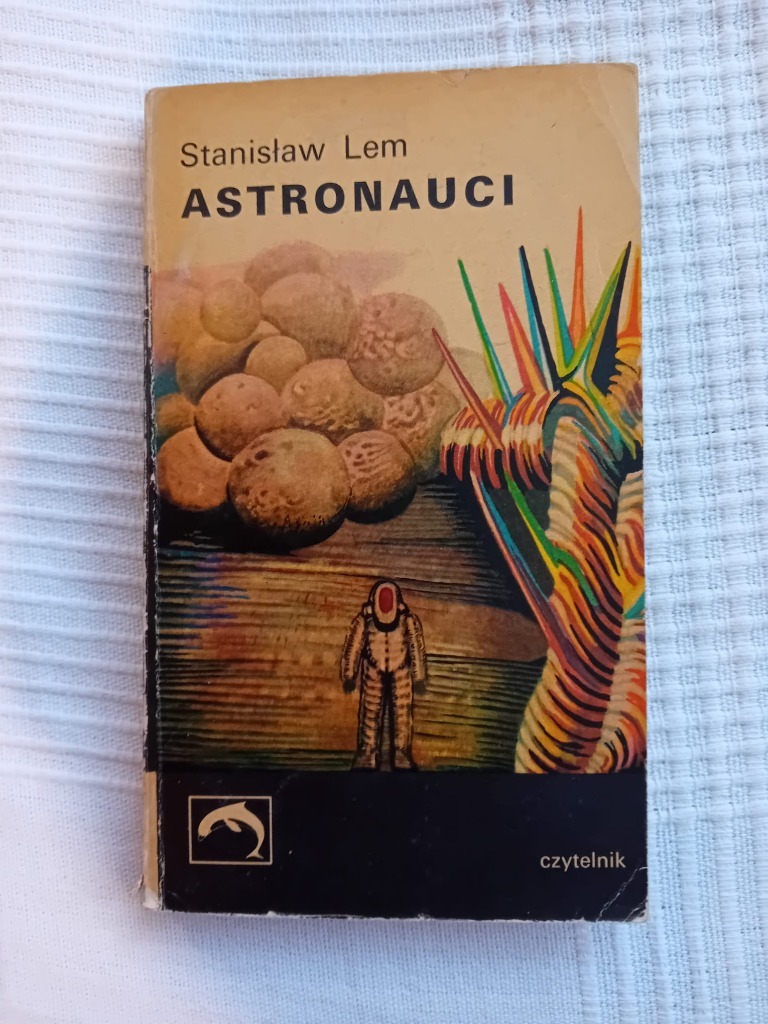 Stanisław Lem
ASTRONAUCI
czytelnik